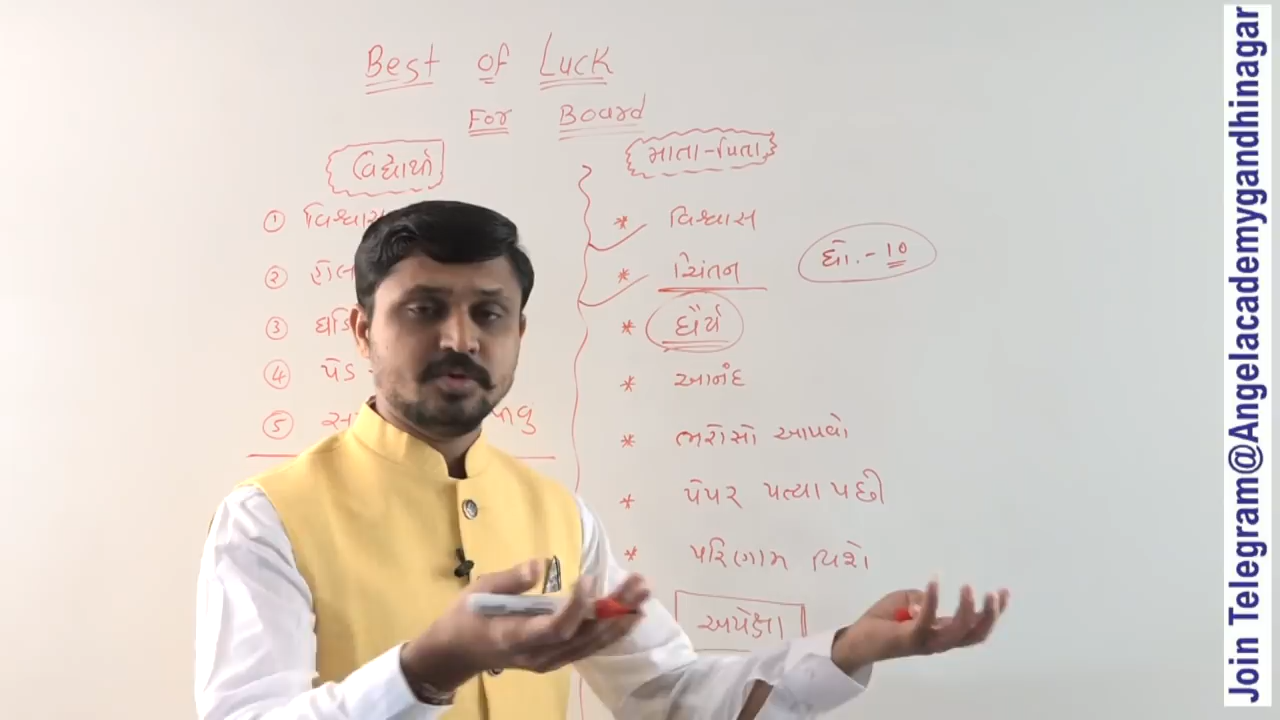 Best of Luck
For Board
વિદ્યાર્થી
① વિશ્વાસ
②
③ ઘડિ
④ પેડ
⑤
માતા-પિતા
* વિશ્વાસ
* ચિંતન
* ધૈર્ય
* આનંદ
* ભરોસો આપવો
* પેપર પત્યા પછી
* પરિણામ વિશે
અપેક્ષા
ધો.-10
Join Telegram@Angelacademygandhinagar